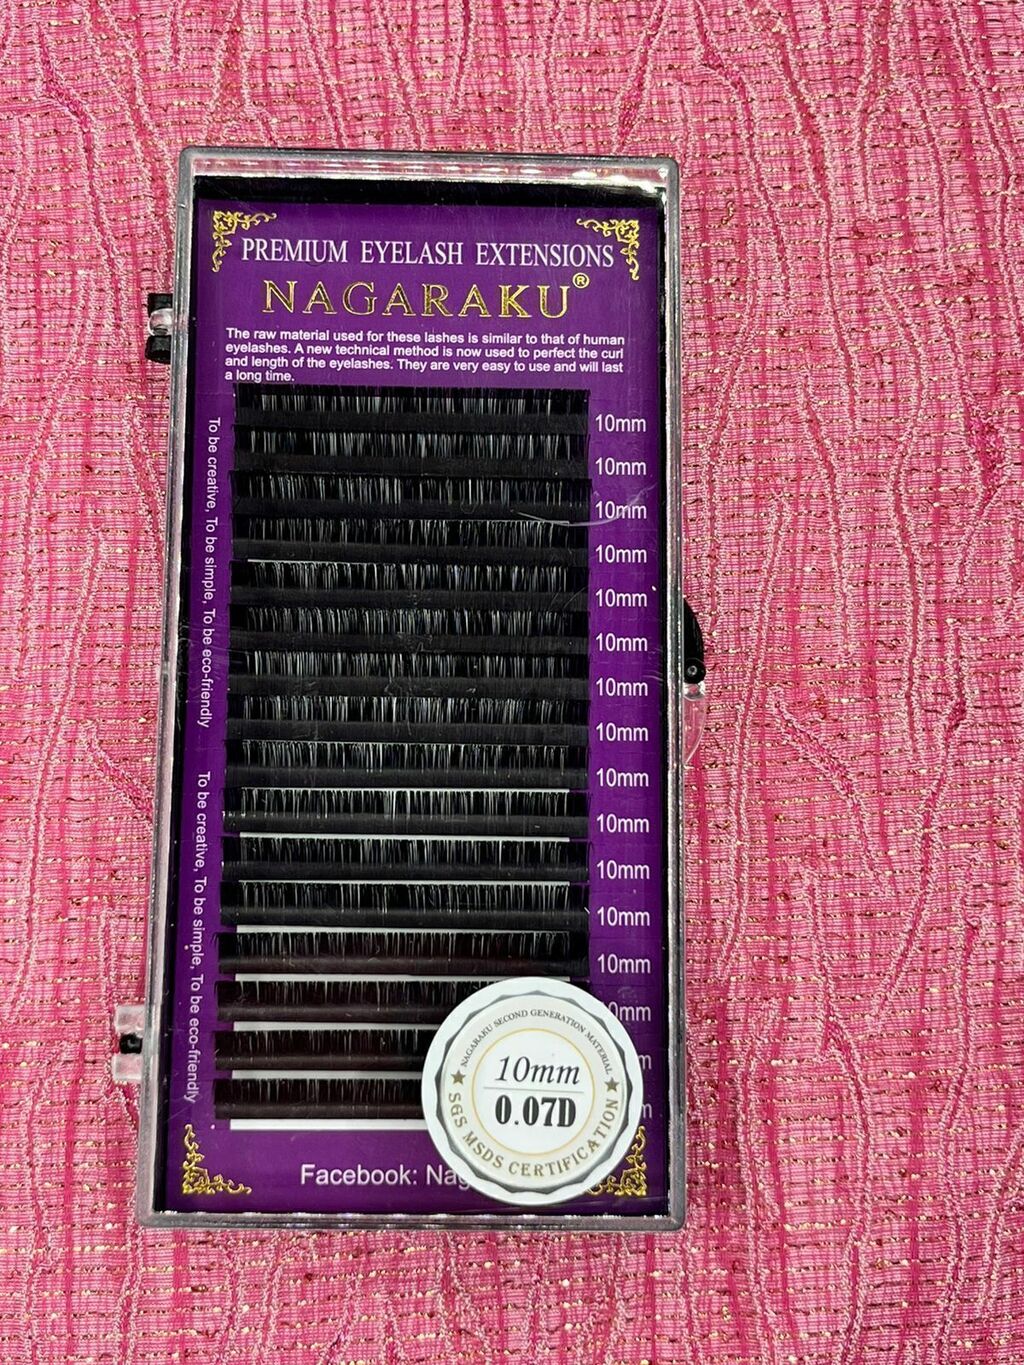 PREMIUM EYELASH EXTENSIONS
NAGARAKU®
The raw material used for these lashes is similar to that of human
eyelashes. A new technical method is now used to perfect the curl
and length of the eyelashes. They are very easy to use and will last
a long time.
10mm
10mm
10mm
10mm
10mm
10mm
10mm
10mm
10mm
10mm
10mm
10mm
10mm
To be creative, To be simple, To be eco-friendly
To be creative, To be simple, To be eco-friendly
NAGARAKU SECOND GENERATION MATERIAL
10mm
0.07D
SGS MSDS CERTIFICATION
Facebook: